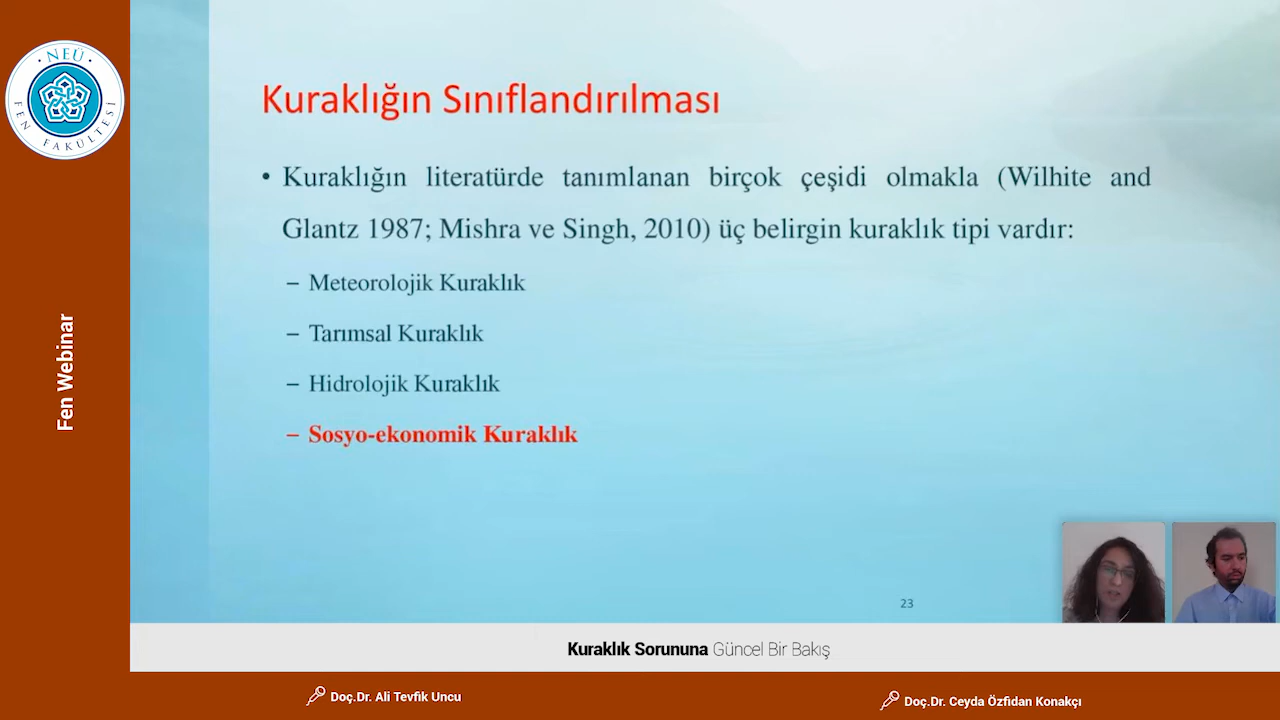 NEÜ
FEN FAKÜLTESİ
Fen Webinar
Kuraklığın Sınıflandırılması
• Kuraklığın literatürde tanımlanan birçok çeşidi olmakla (Wilhite and
Glantz 1987; Mishra ve Singh, 2010) üç belirgin kuraklık tipi vardır:
– Meteorolojik Kuraklık
– Tarımsal Kuraklık
– Hidrolojik Kuraklık
– Sosyo-ekonomik Kuraklık
23
Kuraklık Sorununa Güncel Bir Bakış
Doç.Dr. Ali Tevfik Uncu
Doç.Dr. Ceyda Özfidan Konakçı